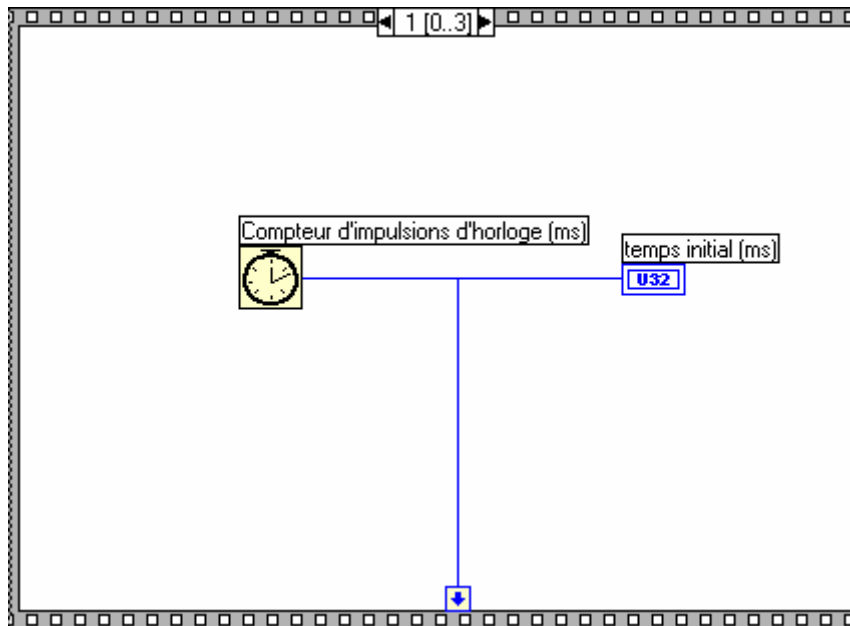 1 [0..3]
Compteur d'impulsions d'horloge (ms)
temps initial (ms)
U32